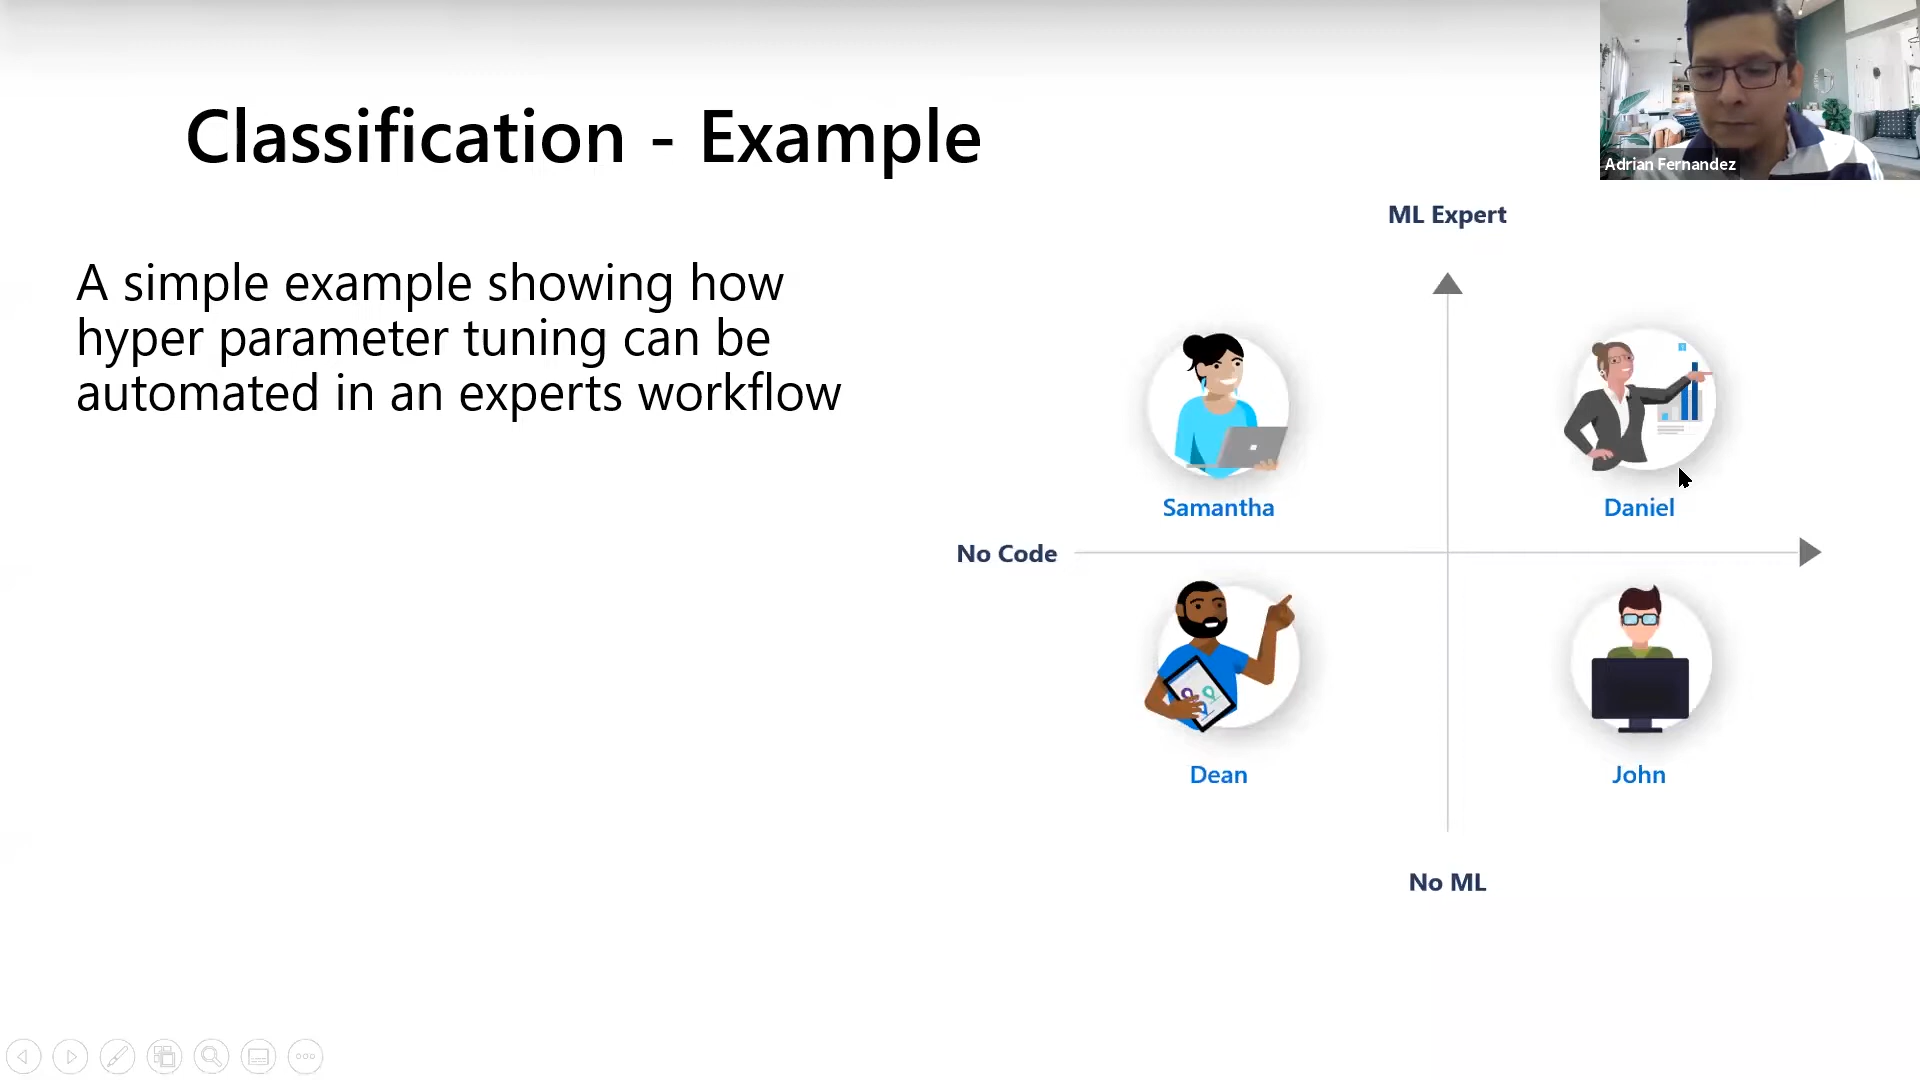 Classification - Example
Adrian Fernandez
A simple example showing how
hyper parameter tuning can be
automated in an experts workflow
ML Expert
Samantha
Daniel
No Code
Dean
John
No ML